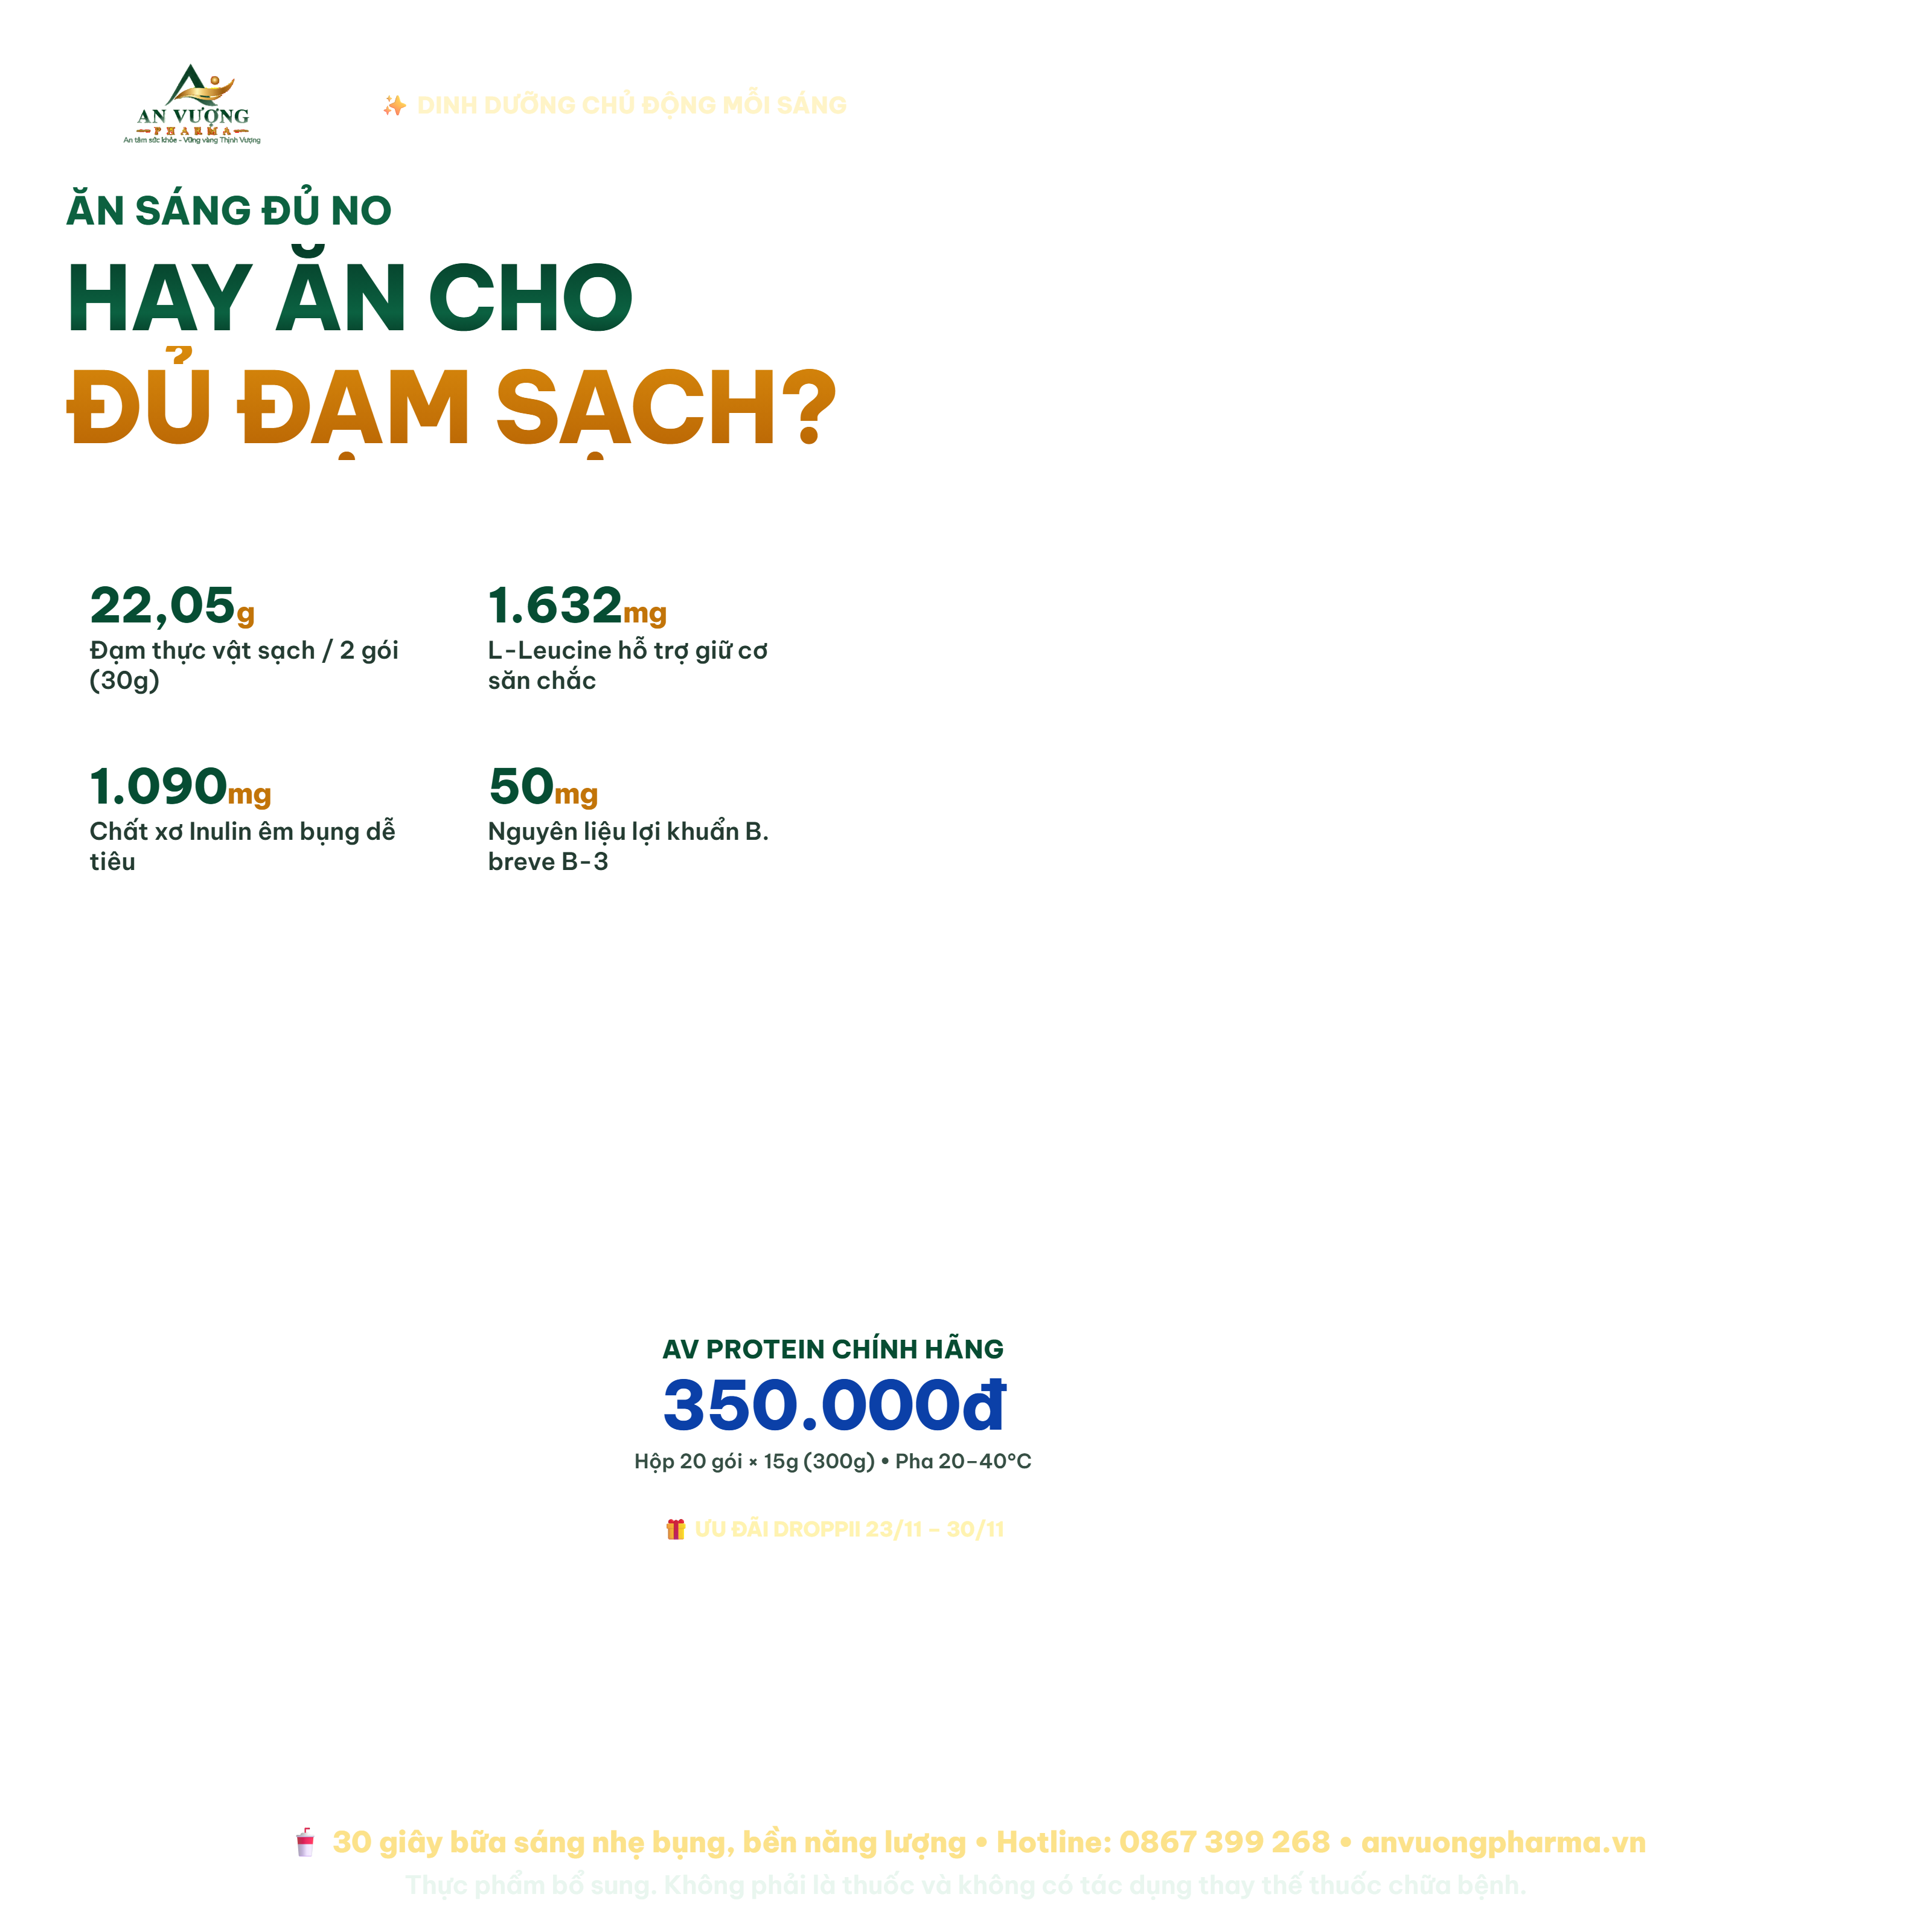 AN VƯỢNG
PHARMA
An tâm sức khỏe - Vững vàng Thịnh Vượng
✨ DINH DƯỠNG CHỦ ĐỘNG MỖI SÁNG
ĂN SÁNG ĐỦ NO
HAY ĂN CHO
ĐỦ ĐẠM SẠCH?
22,05g
Đạm thực vật sạch / 2 gói
(30g)
1.632mg
L-Leucine hỗ trợ giữ cơ
săn chắc
1.090mg
Chất xơ Inulin êm bụng dễ
tiêu
50mg
Nguyên liệu lợi khuẩn B.
breve B-3
AV PROTEIN CHÍNH HÃNG
350.000đ
Hộp 20 gói × 15g (300g) • Pha 20–40°C
🎁 ƯU ĐÃI DROPPII 23/11 – 30/11
🥤 30 giây bữa sáng nhẹ bụng, bền năng lượng • Hotline: 0867 399 268 • anvuongpharma.vn
Thực phẩm bổ sung. Không phải là thuốc và không có tác dụng thay thế thuốc chữa bệnh.